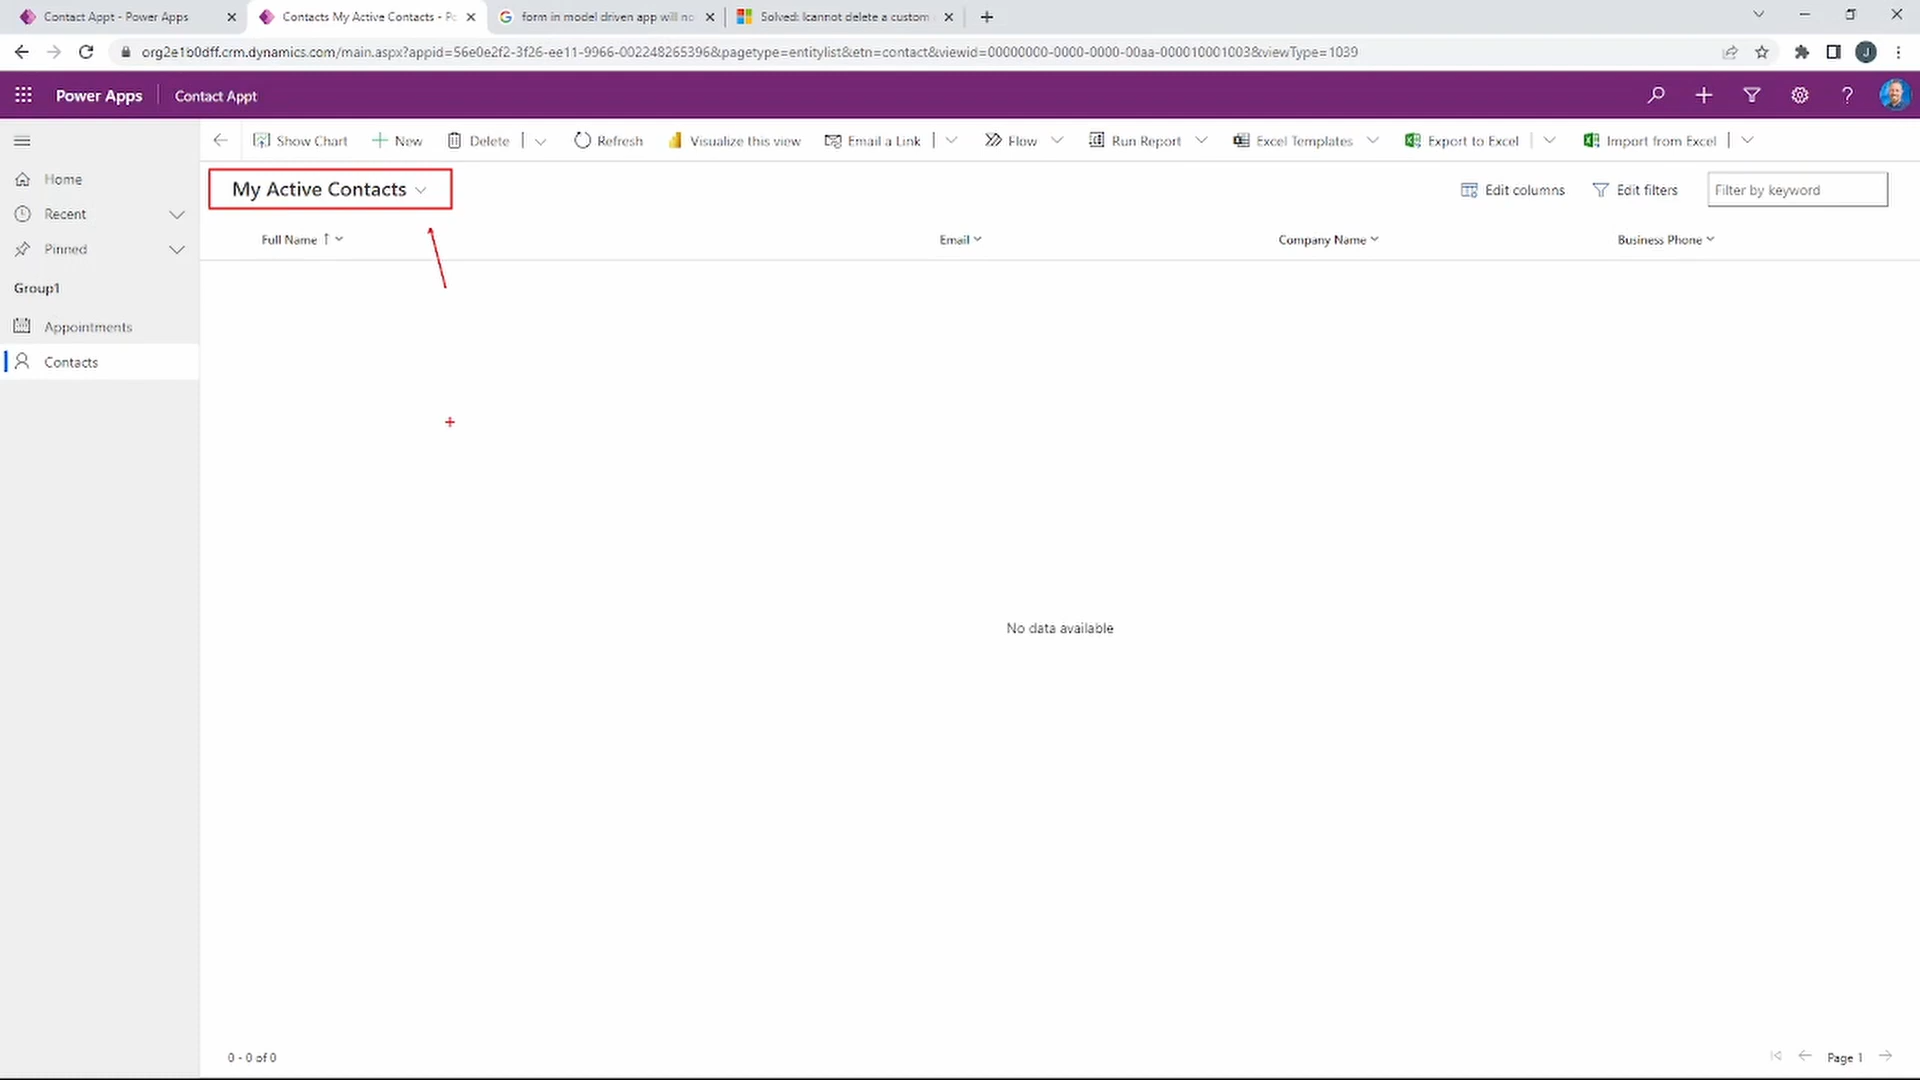 Contact Appt - Power Apps
Contacts My Active Contacts - Po
form in model driven app will no
Solved: Icannot delete a custom
org2e1b0dff.crm.dynamics.com/main.aspx?appid=56e0e2f2-3f26-ee11-9966-002248265396&pagetype=entitylist&etn=contact&viewid=00000000-0000-0000-00aa-000010001003&viewType=1039
J
Power Apps
Contact Appt
?
Show Chart
New
Delete
Refresh
Visualize this view
Email a Link
Flow
Run Report
Excel Templates
Export to Excel
Import from Excel
Home
Recent
Pinned
Group1
Appointments
Contacts
My Active Contacts
Edit columns
Edit filters
Filter by keyword
Full Name
Email
Company Name
Business Phone
No data available
0 - 0 of 0
Page 1